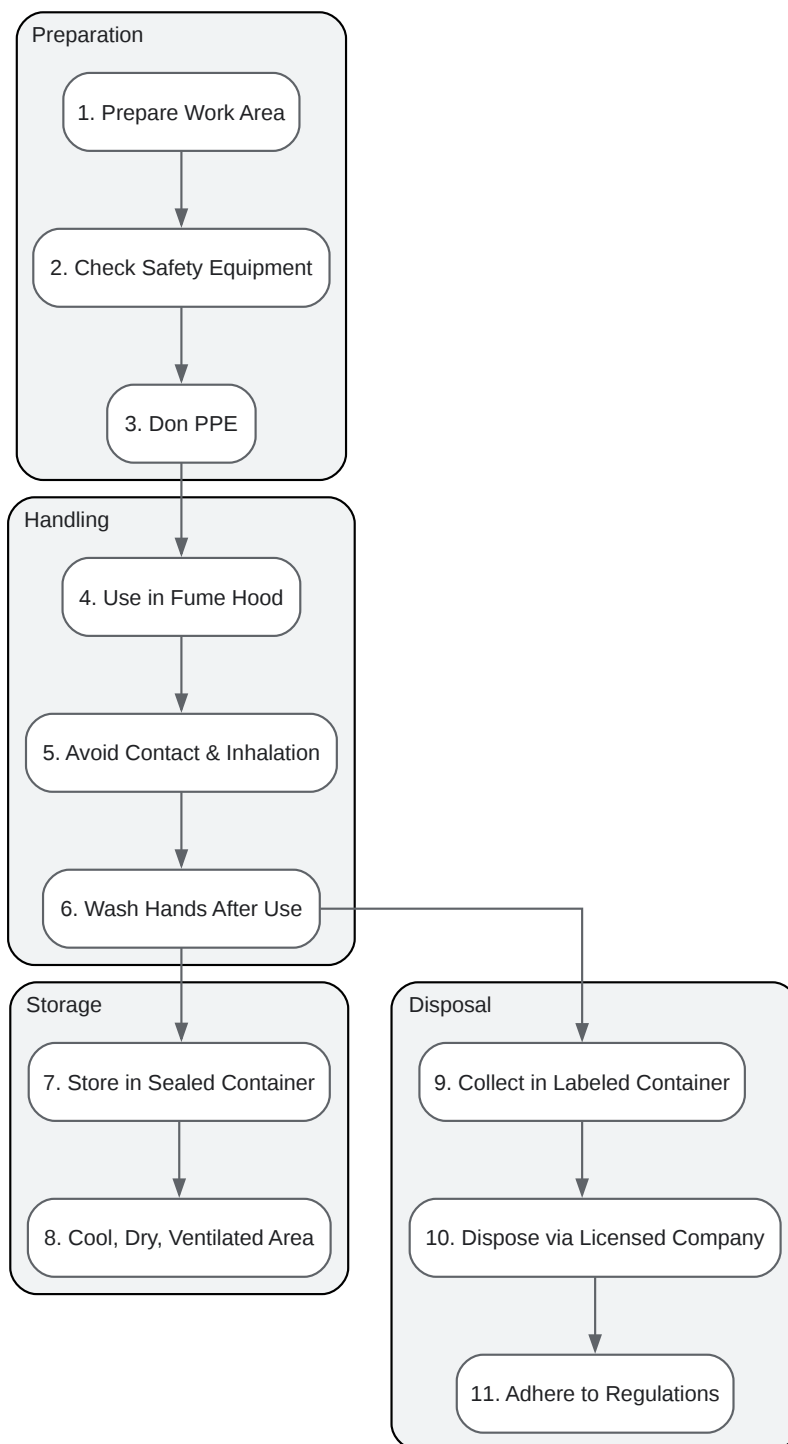 Preparation
1. Prepare Work Area
2. Check Safety Equipment
3. Don PPE
Handling
4. Use in Fume Hood
5. Avoid Contact & Inhalation
6. Wash Hands After Use
Storage
7. Store in Sealed Container
8. Cool, Dry, Ventilated Area
Disposal
9. Collect in Labeled Container
10. Dispose via Licensed Company
11. Adhere to Regulations